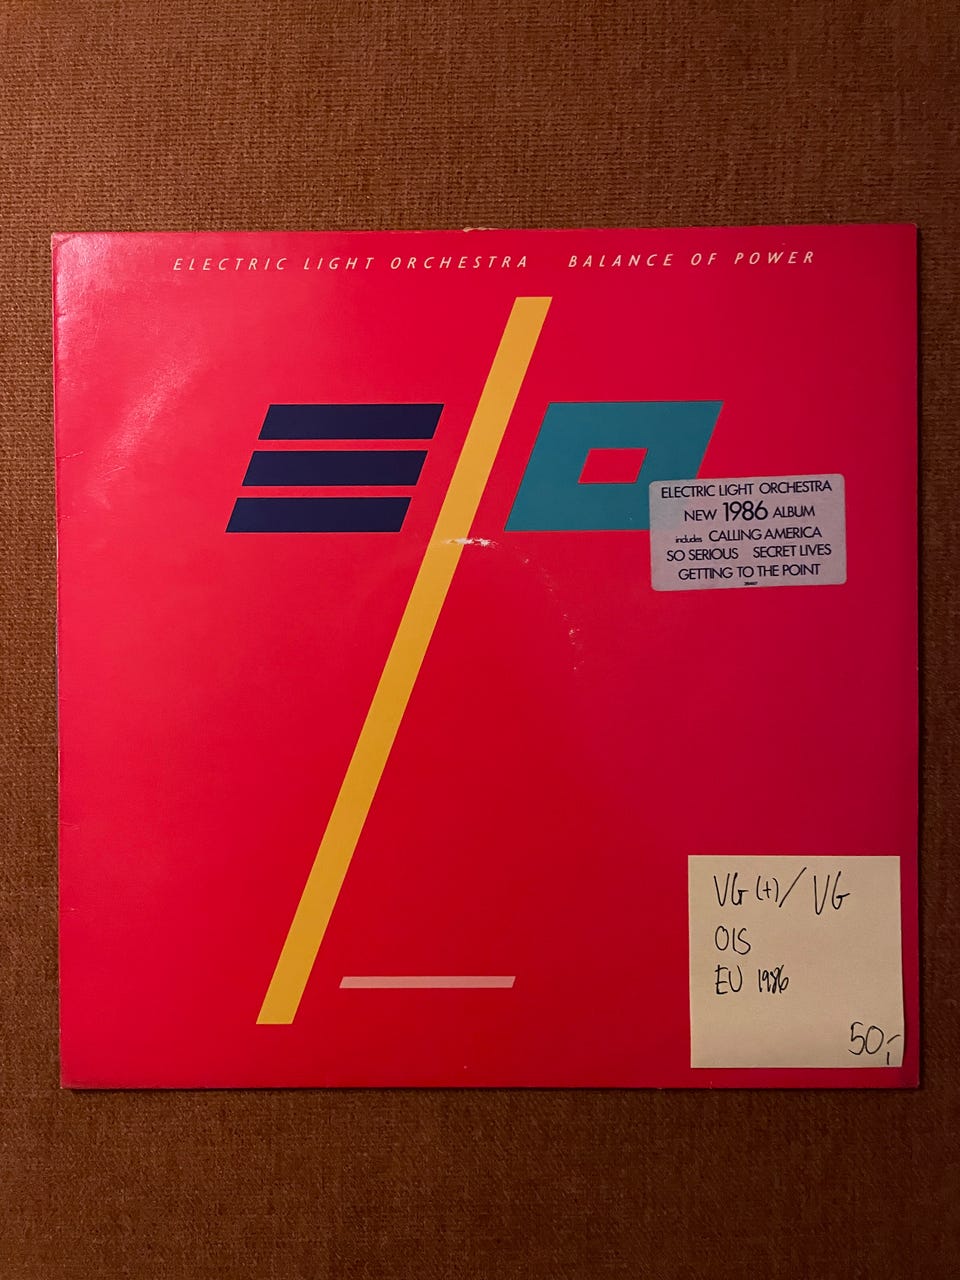 ELECTRIC LIGHT ORCHESTRA BALANCE OF POWER
ELECTRIC LIGHT ORCHESTRA
NEW 1986 ALBUM
includes CALLING AMERICA
SO SERIOUS SECRET LIVES
GETTING TO THE POINT
VG (+) / VG
OIS
EU 1986
50,-